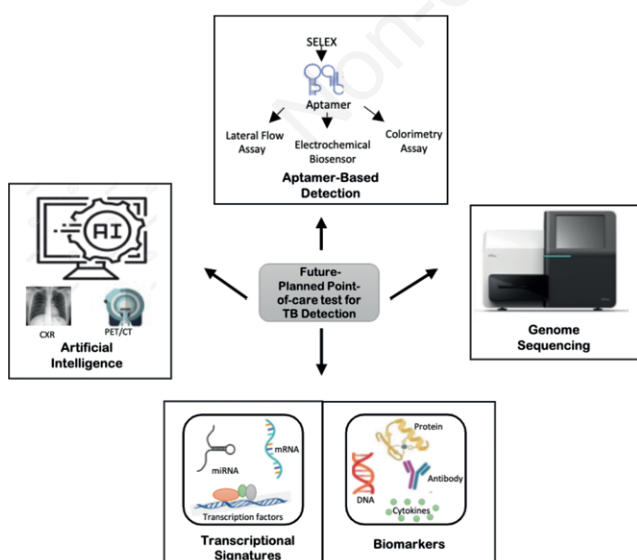 SELEX
Aptamer
Lateral Flow
Assay
Electrochemical
Biosensor
Colorimetry
Assay
Aptamer-Based
Detection
AI
CXR
PET/CT
Artificial
Intelligence
Future-
Planned Point-
of-care test for
TB Detection
Genome
Sequencing
miRNA
mRNA
Transcription factors
Transcriptional
Signatures
Protein
DNA
Antibody
Cytokines
Biomarkers